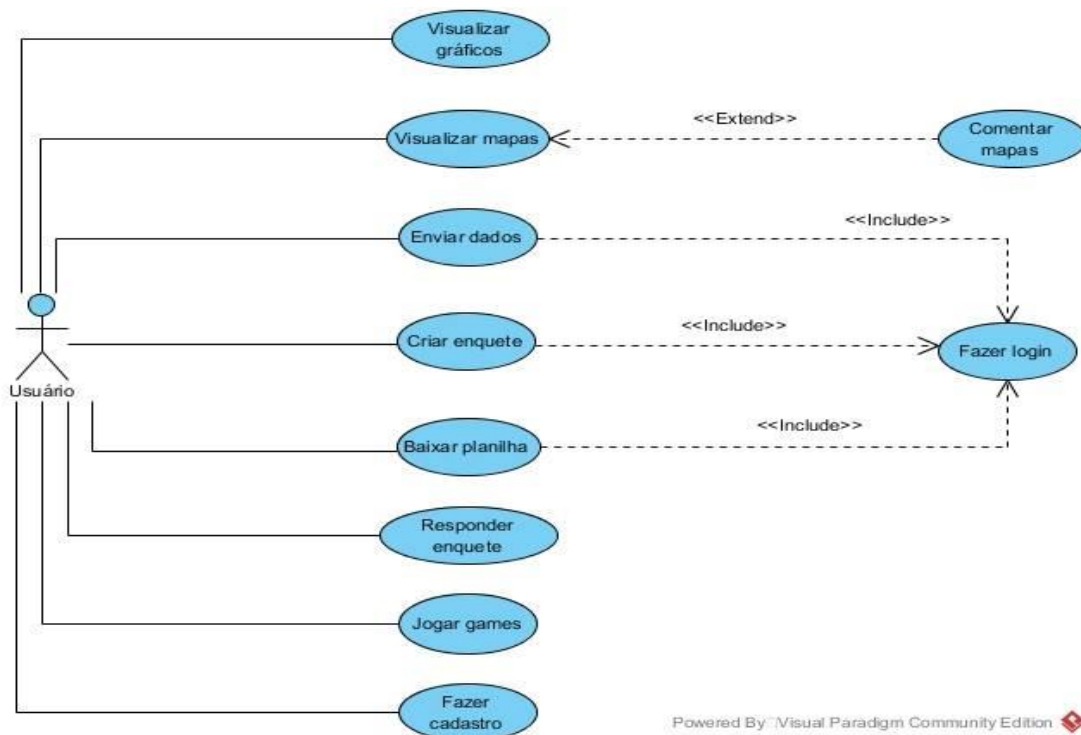 Visualizar
gráficos
Visualizar mapas
<<Extend>>
Comentar
mapas
Enviar dados
<<Include>>
Criar enquete
<<Include>>
Fazer login
Usuário
Baixar planilha
<<Include>>
Responder
enquete
Jogar games
Fazer
cadastro
Powered By Visual Paradigm Community Edition